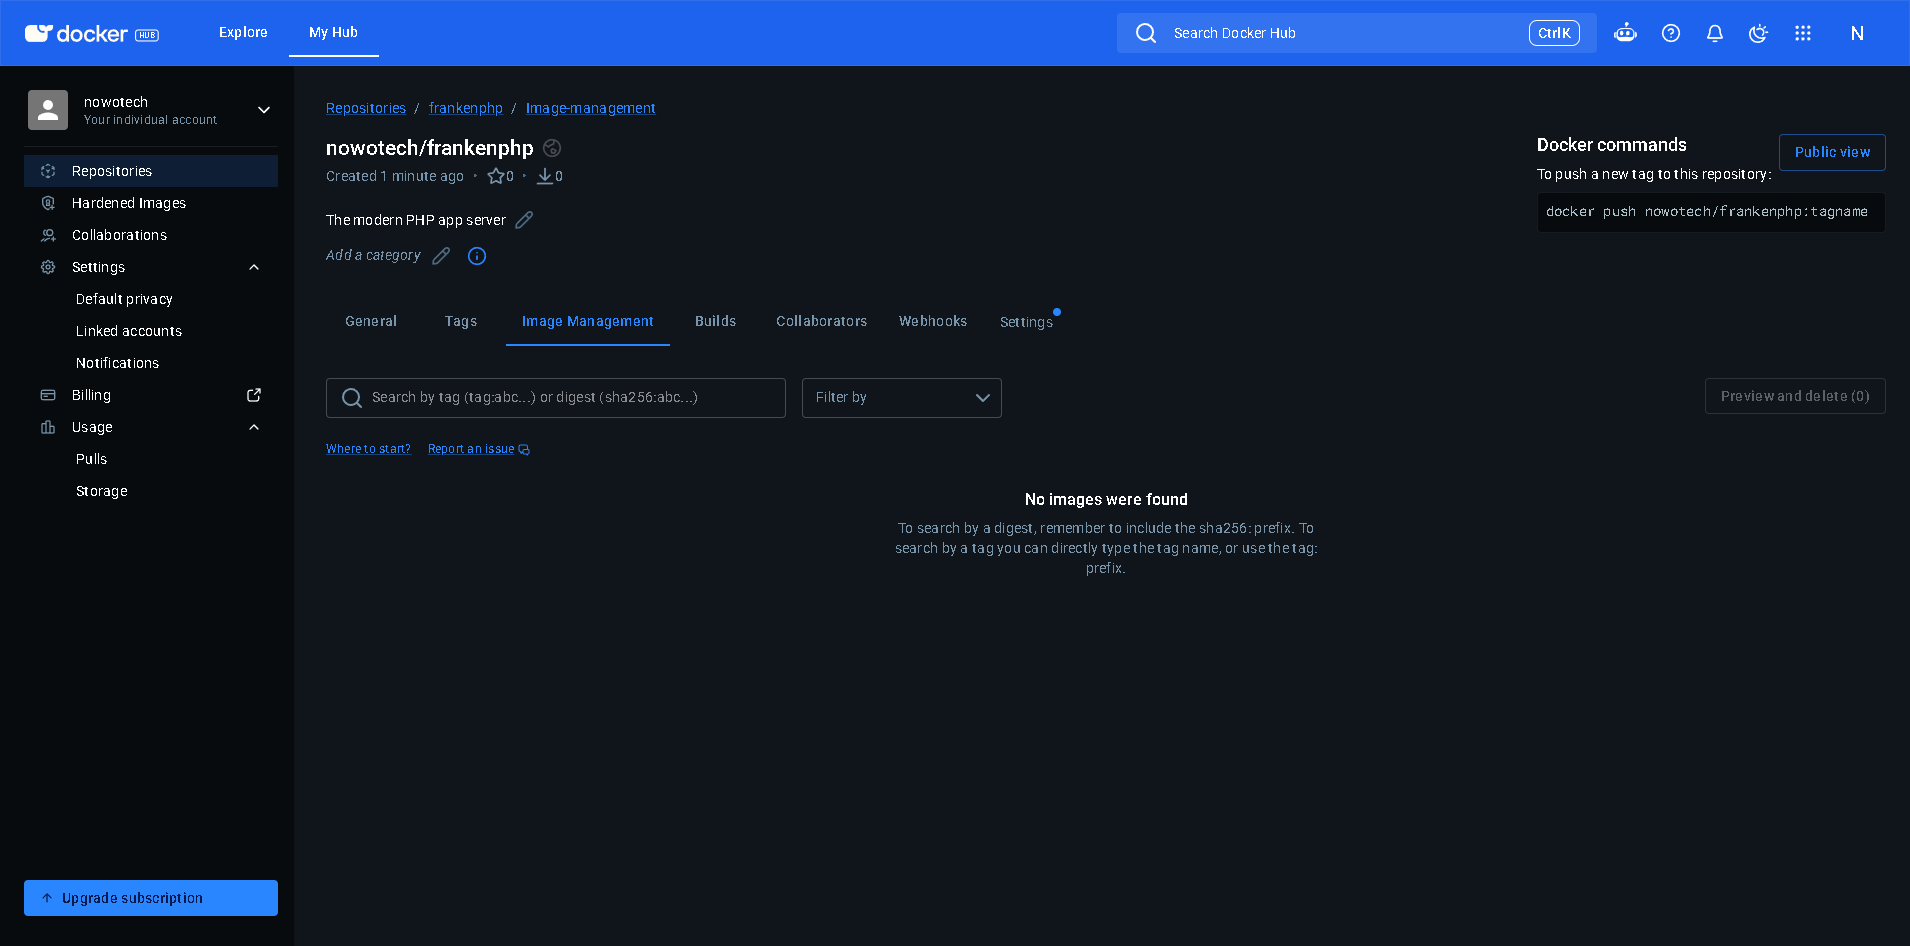 docker HUB
Explore
My Hub
Search Docker Hub
CtrlK
N
nowotech
Your individual account
Repositories
Hardened Images
Collaborations
Settings
Default privacy
Linked accounts
Notifications
Billing
Usage
Pulls
Storage
Upgrade subscription
Repositories / frankenphp / Image-management
nowotech/frankenphp
Created 1 minute ago · 0 · 0
The modern PHP app server
Add a category
Docker commands
Public view
To push a new tag to this repository:
docker push nowotech/frankenphp:tagname
General
Tags
Image Management
Builds
Collaborators
Webhooks
Settings
Search by tag (tag:abc...) or digest (sha256:abc...)
Filter by
Preview and delete (0)
Where to start?
Report an issue
No images were found
To search by a digest, remember to include the sha256: prefix. To
search by a tag you can directly type the tag name, or use the tag:
prefix.